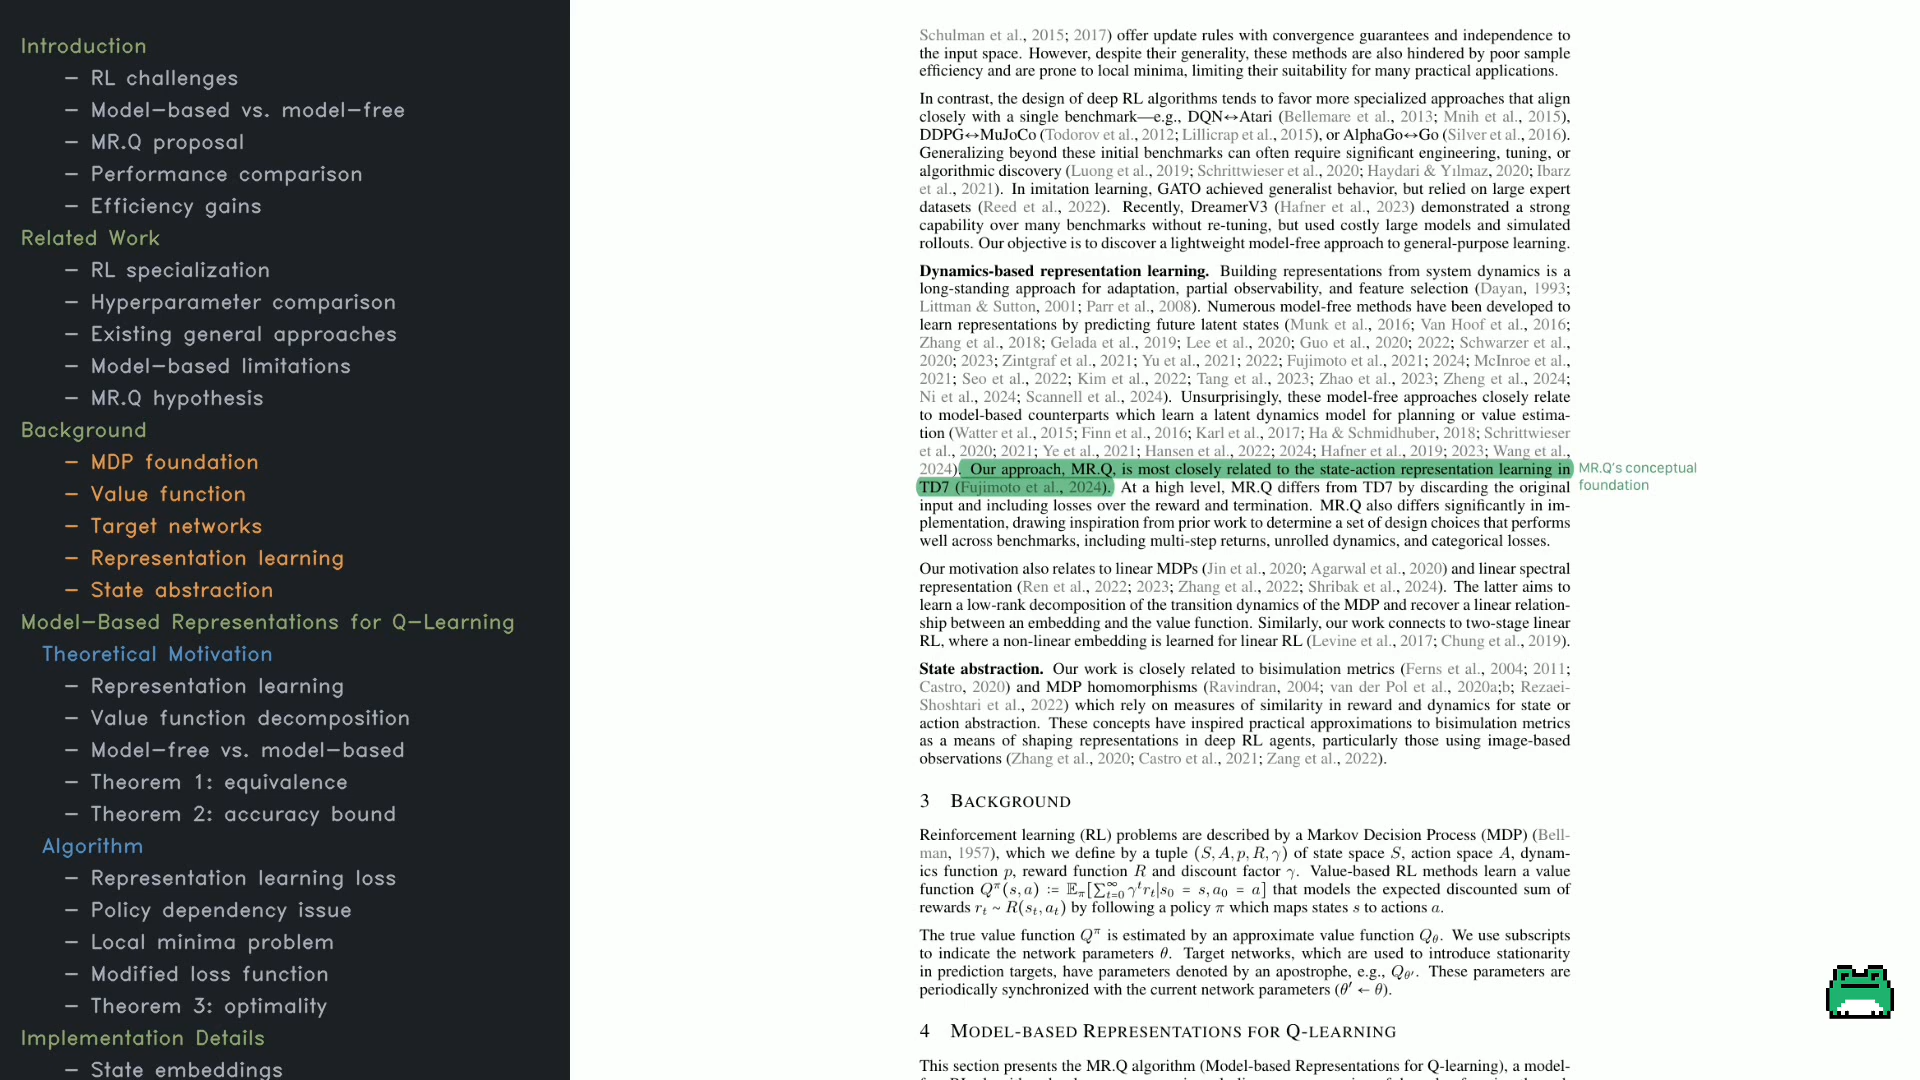 Introduction
– RL challenges
– Model-based vs. model-free
– MR.Q proposal
– Performance comparison
– Efficiency gains
Related Work
– RL specialization
– Hyperparameter comparison
– Existing general approaches
– Model-based limitations
– MR.Q hypothesis
Background
– MDP foundation
– Value function
– Target networks
– Representation learning
– State abstraction
Model-Based Representations for Q-Learning
Theoretical Motivation
– Representation learning
– Value function decomposition
– Model-free vs. model-based
– Theorem 1: equivalence
– Theorem 2: accuracy bound
Algorithm
– Representation learning loss
– Policy dependency issue
– Local minima problem
– Modified loss function
– Theorem 3: optimality
Implementation Details
– State embeddings
Schulman et al., 2015; 2017) offer update rules with convergence guarantees and independence to
the input space. However, despite their generality, these methods are also hindered by poor sample
efficiency and are prone to local minima, limiting their suitability for many practical applications.
In contrast, the design of deep RL algorithms tends to favor more specialized approaches that align
closely with a single benchmark—e.g., DQN↔Atari (Bellemare et al., 2013; Mnih et al., 2015),
DDPG↔MuJoCo (Todorov et al., 2012; Lillicrap et al., 2015), or AlphaGo↔Go (Silver et al., 2016).
Generalizing beyond these initial benchmarks can often require significant engineering, tuning, or
algorithmic discovery (Luong et al., 2019; Schrittwieser et al., 2020; Haydari & Yılmaz, 2020; Ibarz
et al., 2021). In imitation learning, GATO achieved generalist behavior, but relied on large expert
datasets (Reed et al., 2022). Recently, DreamerV3 (Hafner et al., 2023) demonstrated a strong
capability over many benchmarks without re-tuning, but used costly large models and simulated
rollouts. Our objective is to discover a lightweight model-free approach to general-purpose learning.
Dynamics-based representation learning. Building representations from system dynamics is a
long-standing approach for adaptation, partial observability, and feature selection (Dayan, 1993;
Littman & Sutton, 2001; Parr et al., 2008). Numerous model-free methods have been developed to
learn representations by predicting future latent states (Munk et al., 2016; Van Hoof et al., 2016;
Zhang et al., 2018; Gelada et al., 2019; Lee et al., 2020; Guo et al., 2020; 2022; Schwarzer et al.,
2020; 2023; Zintgraf et al., 2021; Yu et al., 2021; 2022; Fujimoto et al., 2021; 2024; McInroe et al.,
2021; Seo et al., 2022; Kim et al., 2022; Tang et al., 2023; Zhao et al., 2023; Zheng et al., 2024;
Ni et al., 2024; Scannell et al., 2024). Unsurprisingly, these model-free approaches closely relate
to model-based counterparts which learn a latent dynamics model for planning or value estima-
tion (Watter et al., 2015; Finn et al., 2016; Karl et al., 2017; Ha & Schmidhuber, 2018; Schrittwieser
et al., 2020; 2021; Ye et al., 2021; Hansen et al., 2022; 2024; Hafner et al., 2019; 2023; Wang et al.,
2024). Our approach, MR.Q, is most closely related to the state-action representation learning in
TD7 (Fujimoto et al., 2024). At a high level, MR.Q differs from TD7 by discarding the original
input and including losses over the reward and termination. MR.Q also differs significantly in im-
plementation, drawing inspiration from prior work to determine a set of design choices that performs
well across benchmarks, including multi-step returns, unrolled dynamics, and categorical losses.
MR.Q's conceptual
foundation
Our motivation also relates to linear MDPs (Jin et al., 2020; Agarwal et al., 2020) and linear spectral
representation (Ren et al., 2022; 2023; Zhang et al., 2022; Shribak et al., 2024). The latter aims to
learn a low-rank decomposition of the transition dynamics of the MDP and recover a linear relation-
ship between an embedding and the value function. Similarly, our work connects to two-stage linear
RL, where a non-linear embedding is learned for linear RL (Levine et al., 2017; Chung et al., 2019).
State abstraction. Our work is closely related to bisimulation metrics (Ferns et al., 2004; 2011;
Castro, 2020) and MDP homomorphisms (Ravindran, 2004; van der Pol et al., 2020a;b; Rezaei-
Shoshtari et al., 2022) which rely on measures of similarity in reward and dynamics for state or
action abstraction. These concepts have inspired practical approximations to bisimulation metrics
as a means of shaping representations in deep RL agents, particularly those using image-based
observations (Zhang et al., 2020; Castro et al., 2021; Zang et al., 2022).
3 BACKGROUND
Reinforcement learning (RL) problems are described by a Markov Decision Process (MDP) (Bell-
man, 1957), which we define by a tuple (S, A, p, R, γ) of state space S, action space A, dynam-
ics function p, reward function R and discount factor γ. Value-based RL methods learn a value
function Q^π(s, a) := 𝔼_π[∑_{t=0}^∞ γ^t r_t|s_0 = s, a_0 = a] that models the expected discounted sum of
rewards r_t ~ R(s_t, a_t) by following a policy π which maps states s to actions a.
The true value function Q^π is estimated by an approximate value function Q_θ. We use subscripts
to indicate the network parameters θ. Target networks, which are used to introduce stationarity
in prediction targets, have parameters denoted by an apostrophe, e.g., Q_θ′. These parameters are
periodically synchronized with the current network parameters (θ′ ← θ).
4 MODEL-BASED REPRESENTATIONS FOR Q-LEARNING
This section presents the MR.Q algorithm (Model-based Representations for Q-learning), a model-